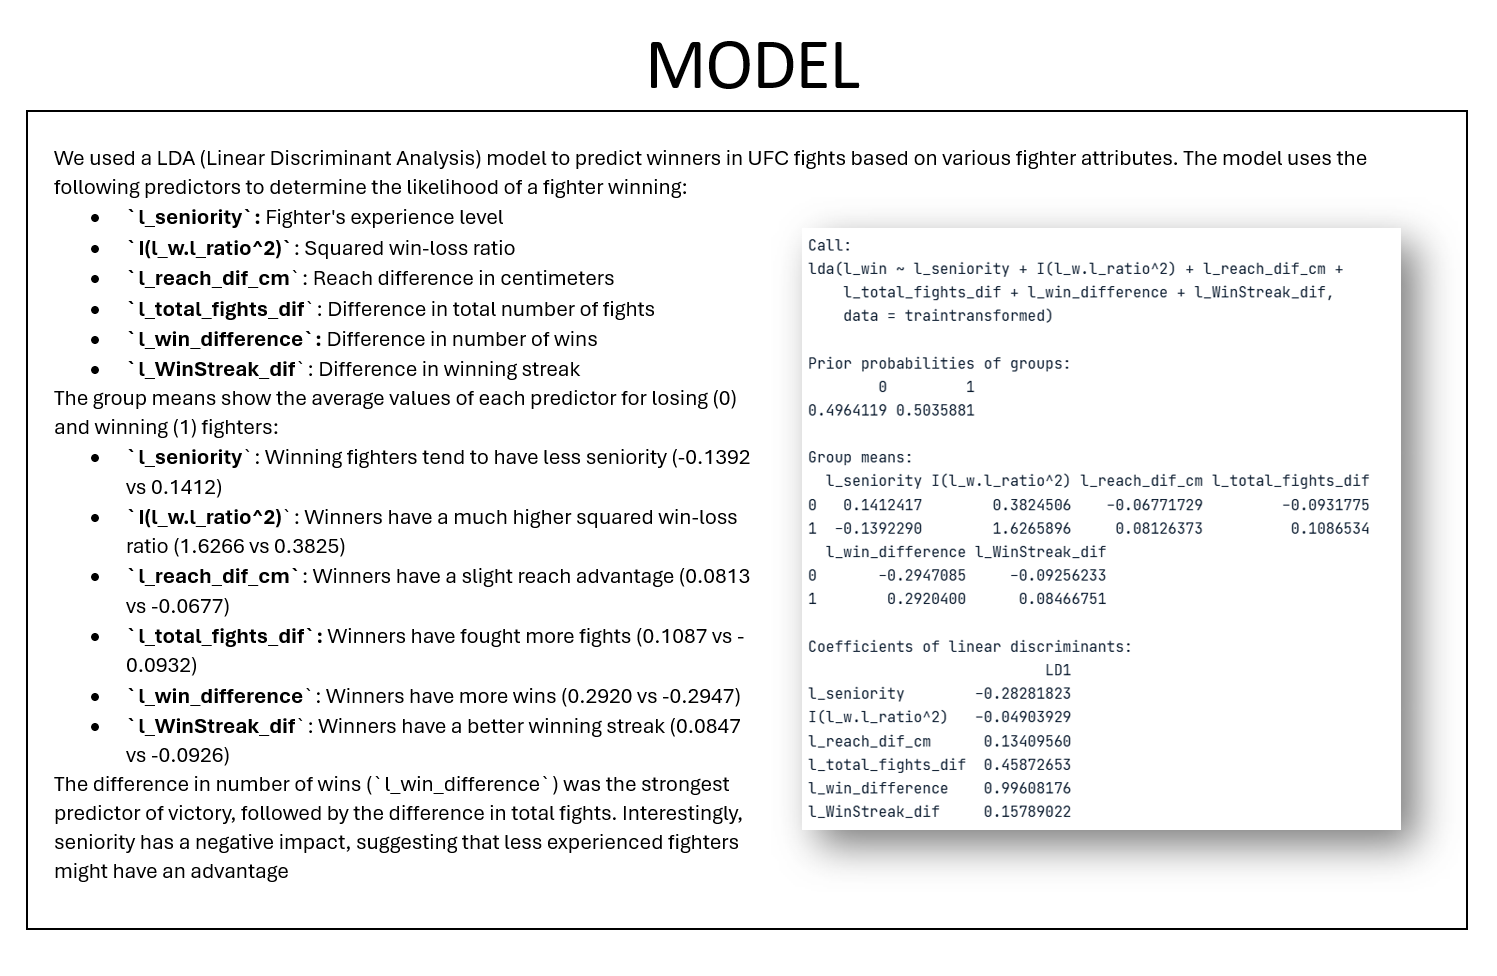 MODEL
We used a LDA (Linear Discriminant Analysis) model to predict winners in UFC fights based on various fighter attributes. The model uses the
following predictors to determine the likelihood of a fighter winning:
• `l_seniority`: Fighter's experience level
• `I(l_w.l_ratio^2)`: Squared win-loss ratio
• `l_reach_dif_cm`: Reach difference in centimeters
• `l_total_fights_dif`: Difference in total number of fights
• `l_win_difference`: Difference in number of wins
• `l_WinStreak_dif`: Difference in winning streak
The group means show the average values of each predictor for losing (0)
and winning (1) fighters:
• `l_seniority`: Winning fighters tend to have less seniority (-0.1392
vs 0.1412)
• `I(l_w.l_ratio^2)`: Winners have a much higher squared win-loss
ratio (1.6266 vs 0.3825)
• `l_reach_dif_cm`: Winners have a slight reach advantage (0.0813
vs -0.0677)
• `l_total_fights_dif`: Winners have fought more fights (0.1087 vs -
0.0932)
• `l_win_difference`: Winners have more wins (0.2920 vs -0.2947)
• `l_WinStreak_dif`: Winners have a better winning streak (0.0847
vs -0.0926)
The difference in number of wins (`l_win_difference`) was the strongest
predictor of victory, followed by the difference in total fights. Interestingly,
seniority has a negative impact, suggesting that less experienced fighters
might have an advantage
Call:
lda(l_win ~ l_seniority + I(l_w.l_ratio^2) + l_reach_dif_cm +
    l_total_fights_dif + l_win_difference + l_WinStreak_dif,
    data = traintransformed)
Prior probabilities of groups:
        0         1
0.4964119 0.5035881
Group means:
  l_seniority I(l_w.l_ratio^2) l_reach_dif_cm l_total_fights_dif
0   0.1412417        0.3824506    -0.06771729         -0.0931775
1  -0.1392290        1.6265896     0.08126373          0.1086534
  l_win_difference l_WinStreak_dif
0       -0.2947085     -0.09256233
1        0.2920400      0.08466751
Coefficients of linear discriminants:
                           LD1
l_seniority        -0.28281823
I(l_w.l_ratio^2)   -0.04903929
l_reach_dif_cm      0.13409560
l_total_fights_dif  0.45872653
l_win_difference    0.99608176
l_WinStreak_dif     0.15789022